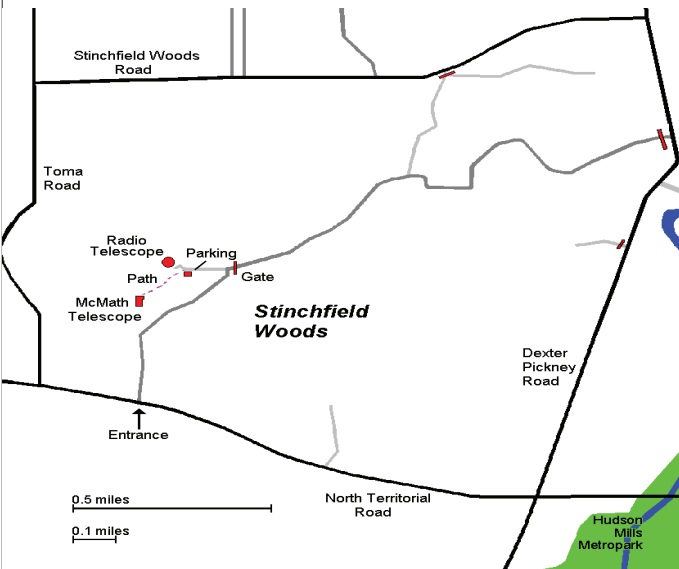 Stinchfield Woods
Road
Toma
Road
Radio
Telescope
Parking
Path
Gate
McMath
Telescope
Stinchfield
Woods
Dexter
Pickney
Road
Entrance
0.5 miles
North Territorial
Road
0.1 miles
Hudson
Mills
Metropark